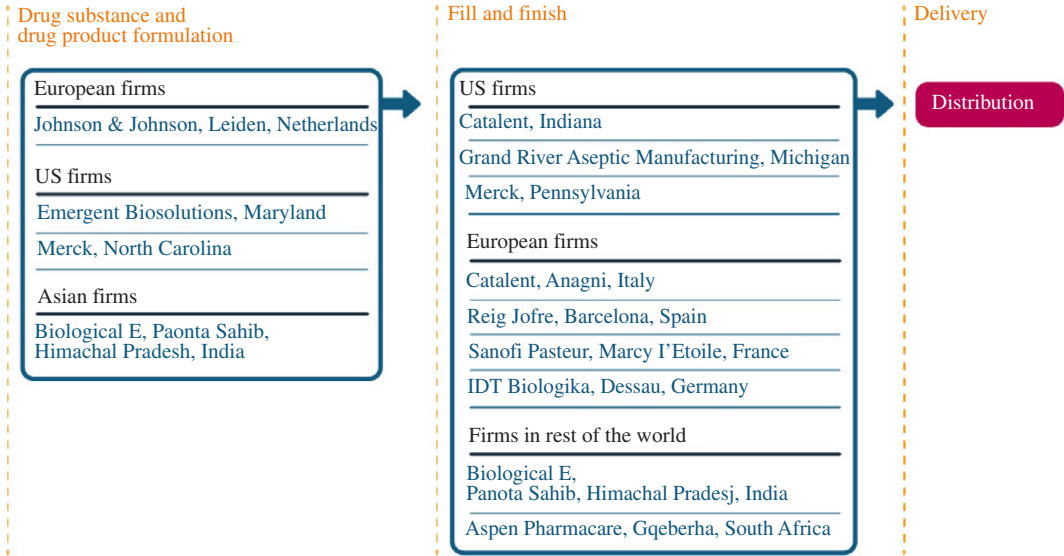 Drug substance and
drug product formulation
European firms
Johnson & Johnson, Leiden, Netherlands
US firms
Emergent Biosolutions, Maryland
Merck, North Carolina
Asian firms
Biological E, Paonta Sahib,
Himachal Pradesh, India
Fill and finish
US firms
Catalent, Indiana
Grand River Aseptic Manufacturing, Michigan
Merck, Pennsylvania
European firms
Catalent, Anagni, Italy
Reig Jofre, Barcelona, Spain
Sanofi Pasteur, Marcy I’Etoile, France
IDT Biologika, Dessau, Germany
Firms in rest of the world
Biological E,
Panota Sahib, Himachal Pradesj, India
Aspen Pharmacare, Gqeberha, South Africa
Delivery
Distribution